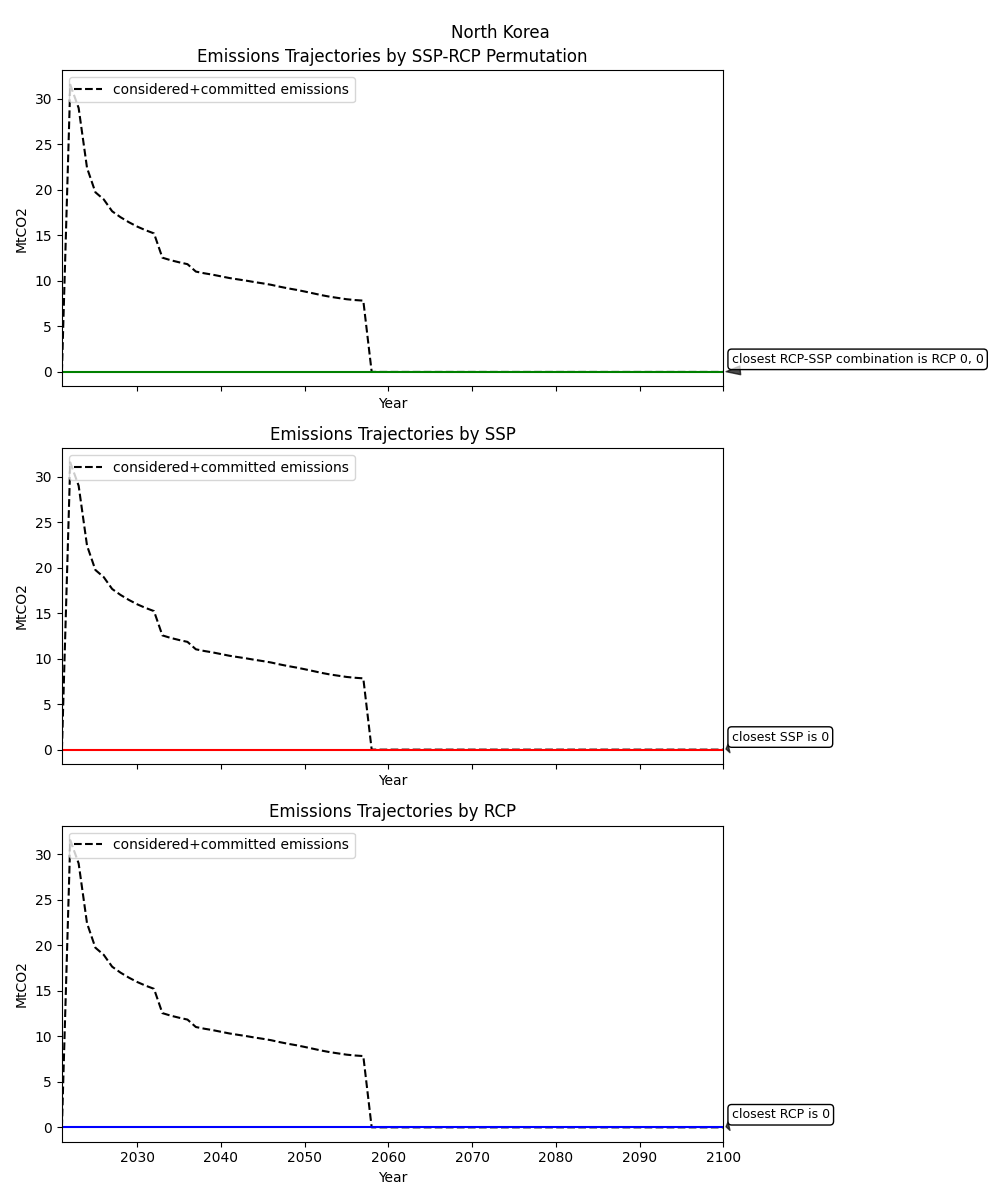 North Korea
Emissions Trajectories by SSP-RCP Permutation
considered+committed emissions
30
25
20
15
10
5
0
MtCO2
closest RCP-SSP combination is RCP 0, 0
Year
Emissions Trajectories by SSP
considered+committed emissions
30
25
20
15
10
5
0
MtCO2
closest SSP is 0
Year
Emissions Trajectories by RCP
considered+committed emissions
30
25
20
15
10
5
0
MtCO2
closest RCP is 0
2030 2040 2050 2060 2070 2080 2090 2100
Year